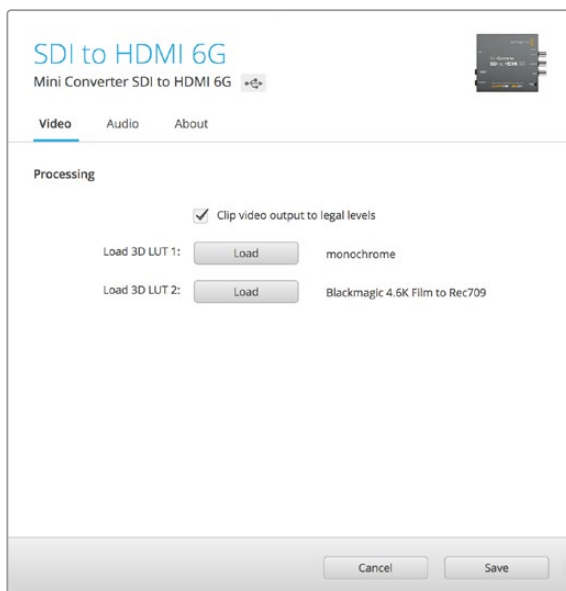 SDI to HDMI 6G
Mini Converter SDI to HDMI 6G
Video Audio About
Processing
Clip video output to legal levels
Load 3D LUT 1: Load monochrome
Load 3D LUT 2: Load Blackmagic 4.6K Film to Rec709
Cancel Save